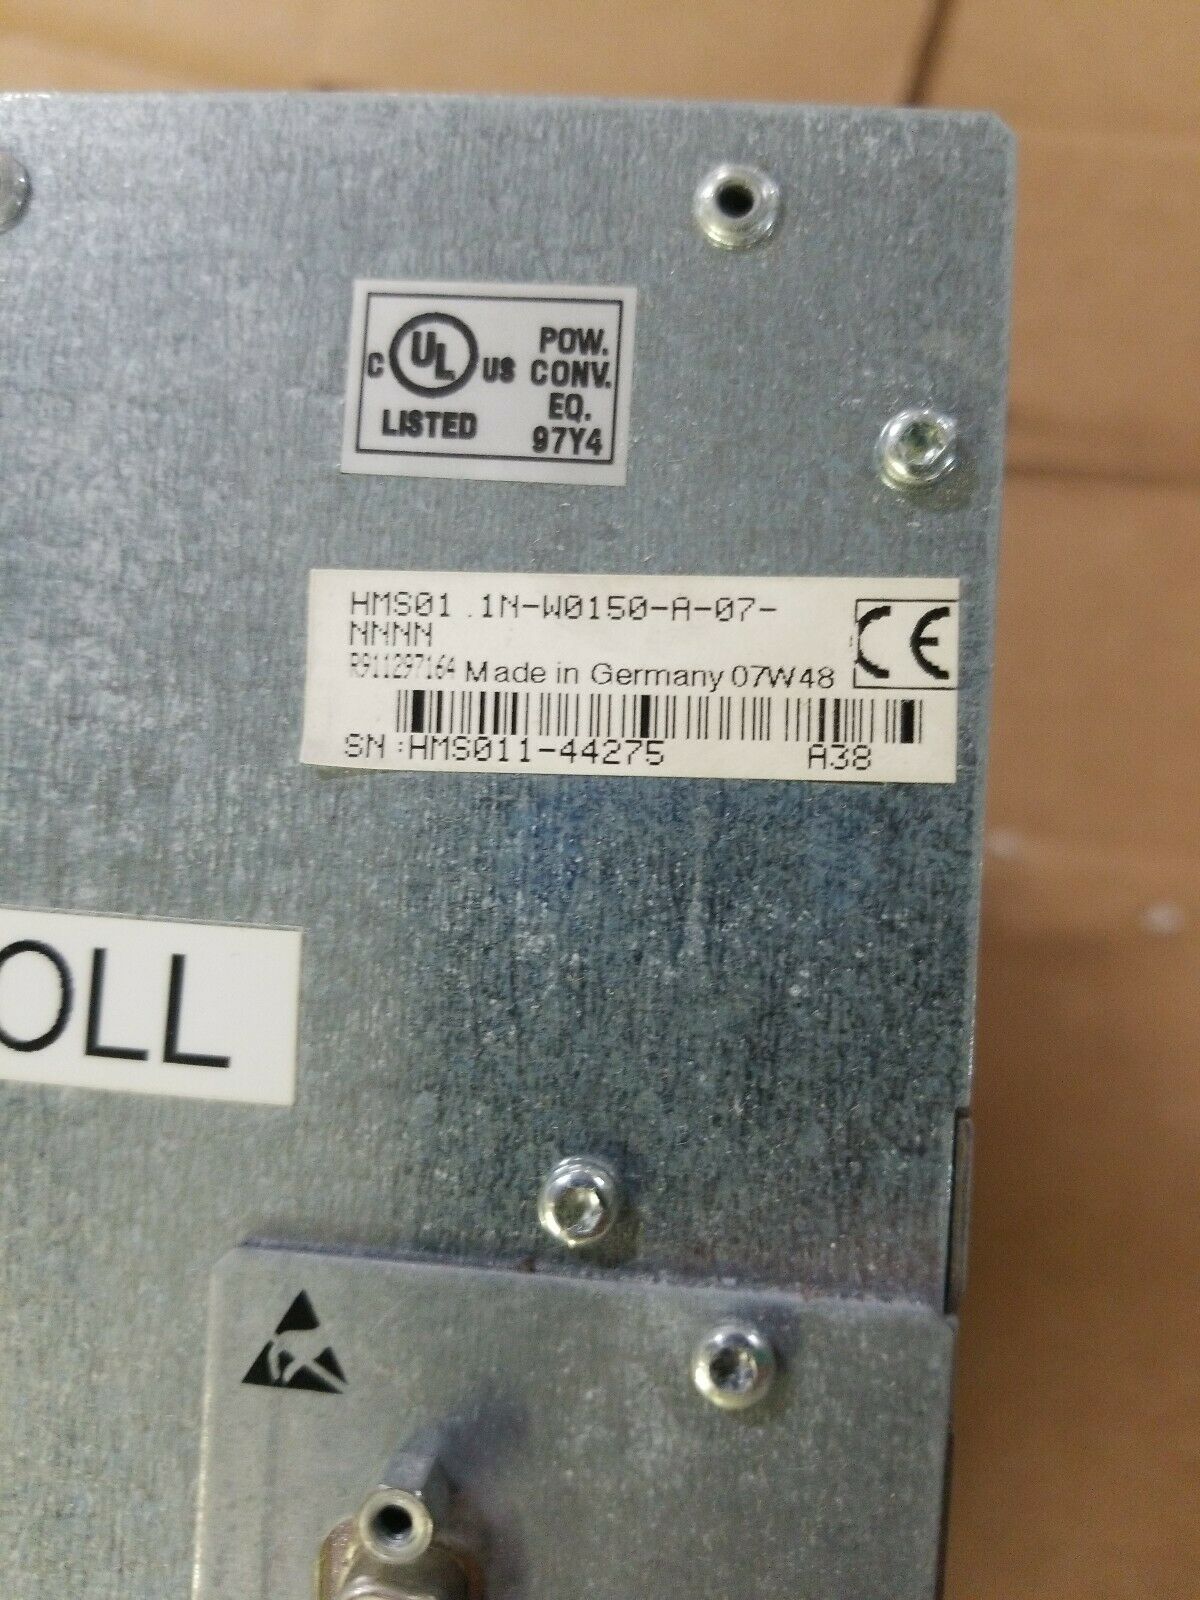 C UL US
LISTED
POW.
CONV.
EQ.
97Y4
HMS01.1N-W0150-A-07-
NNNN
R911297164 Made in Germany 07W48
CE
SN:HMS011-44275 A38
OLL